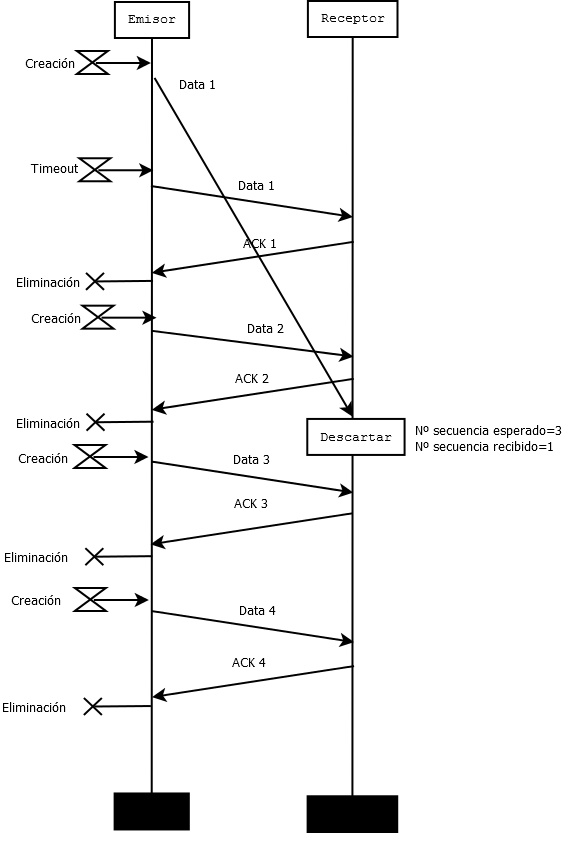 Emisor
Receptor
Creación
Data 1
Timeout
Data 1
ACK 1
Eliminación
Creación
Data 2
ACK 2
Eliminación
Descartar
Nº secuencia esperado=3
Nº secuencia recibido=1
Creación
Data 3
ACK 3
Eliminación
Creación
Data 4
ACK 4
Eliminación